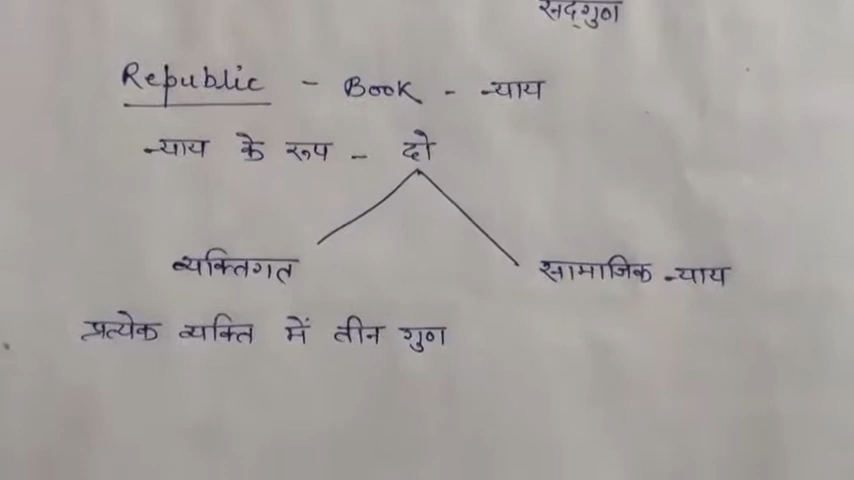 सद्गुण
Republic - Book - न्याय
न्याय के रूप - दो
व्यक्तिगत सामाजिक न्याय
प्रत्येक व्यक्ति में तीन गुण